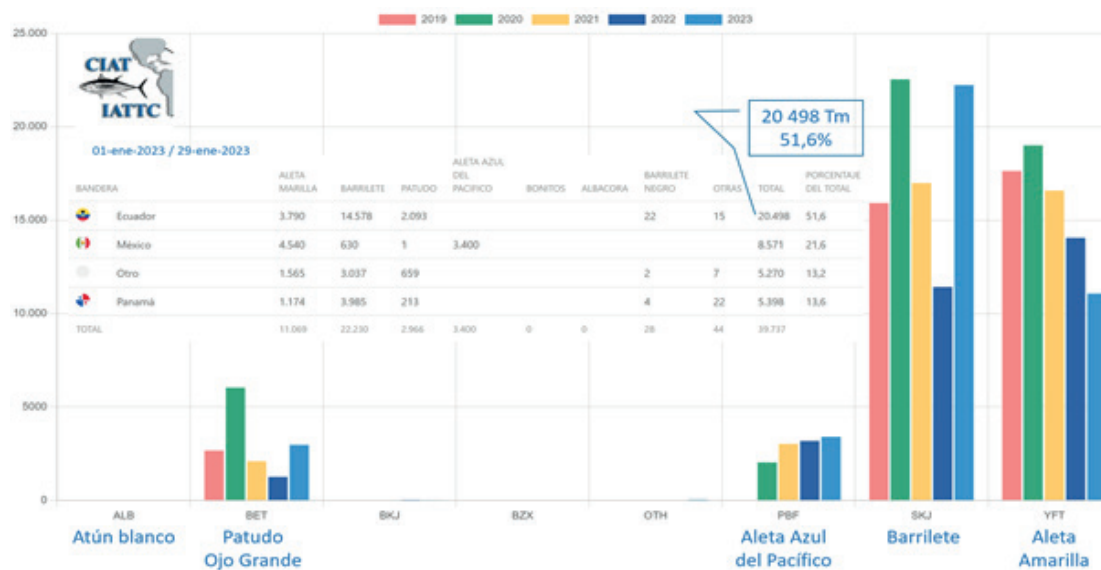 2019 2020 2021 2022 2023
25.000
20.000
15.000
10.000
5000
0
CIAT
IATTC
01-ene-2023 / 29-ene-2023
20 498 Tm
51,6%
BANDERA ALETA MARILLA BARRILETE PATUDO ALETA AZUL DEL PACIFICO BONITOS ALBACORA BARRILETE NEGRO OTRAS TOTAL PORCENTAJE DEL TOTAL
Ecuador 3.790 14.578 2.093 22 15 20.498 51,6
México 4.540 630 1 3.400 8.571 21,6
Otro 1.565 3.037 659 2 7 5.270 13,2
Panamá 1.174 3.985 213 4 22 5.398 13,6
TOTAL 11.069 22.230 2.966 3.400 0 0 28 44 39.737
ALB BET BKJ BZX OTH PBF SKJ YFT
Atún blanco
Patudo
Ojo Grande
Aleta Azul
del Pacífico
Barrilete
Aleta
Amarilla